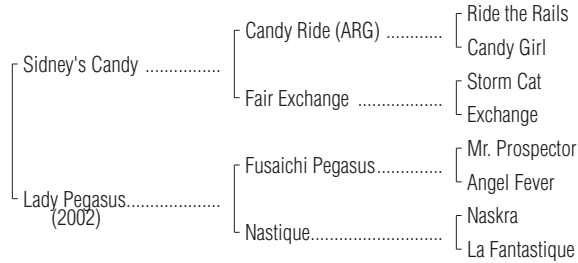 Ride the Rails
Candy Ride (ARG) ............
Candy Girl
Sidney's Candy ...............
Storm Cat
Fair Exchange .................
Exchange
Mr. Prospector
Fusaichi Pegasus.............
Angel Fever
Lady Pegasus...................
(2002)
Naskra
Nastique..........................
La Fantastique